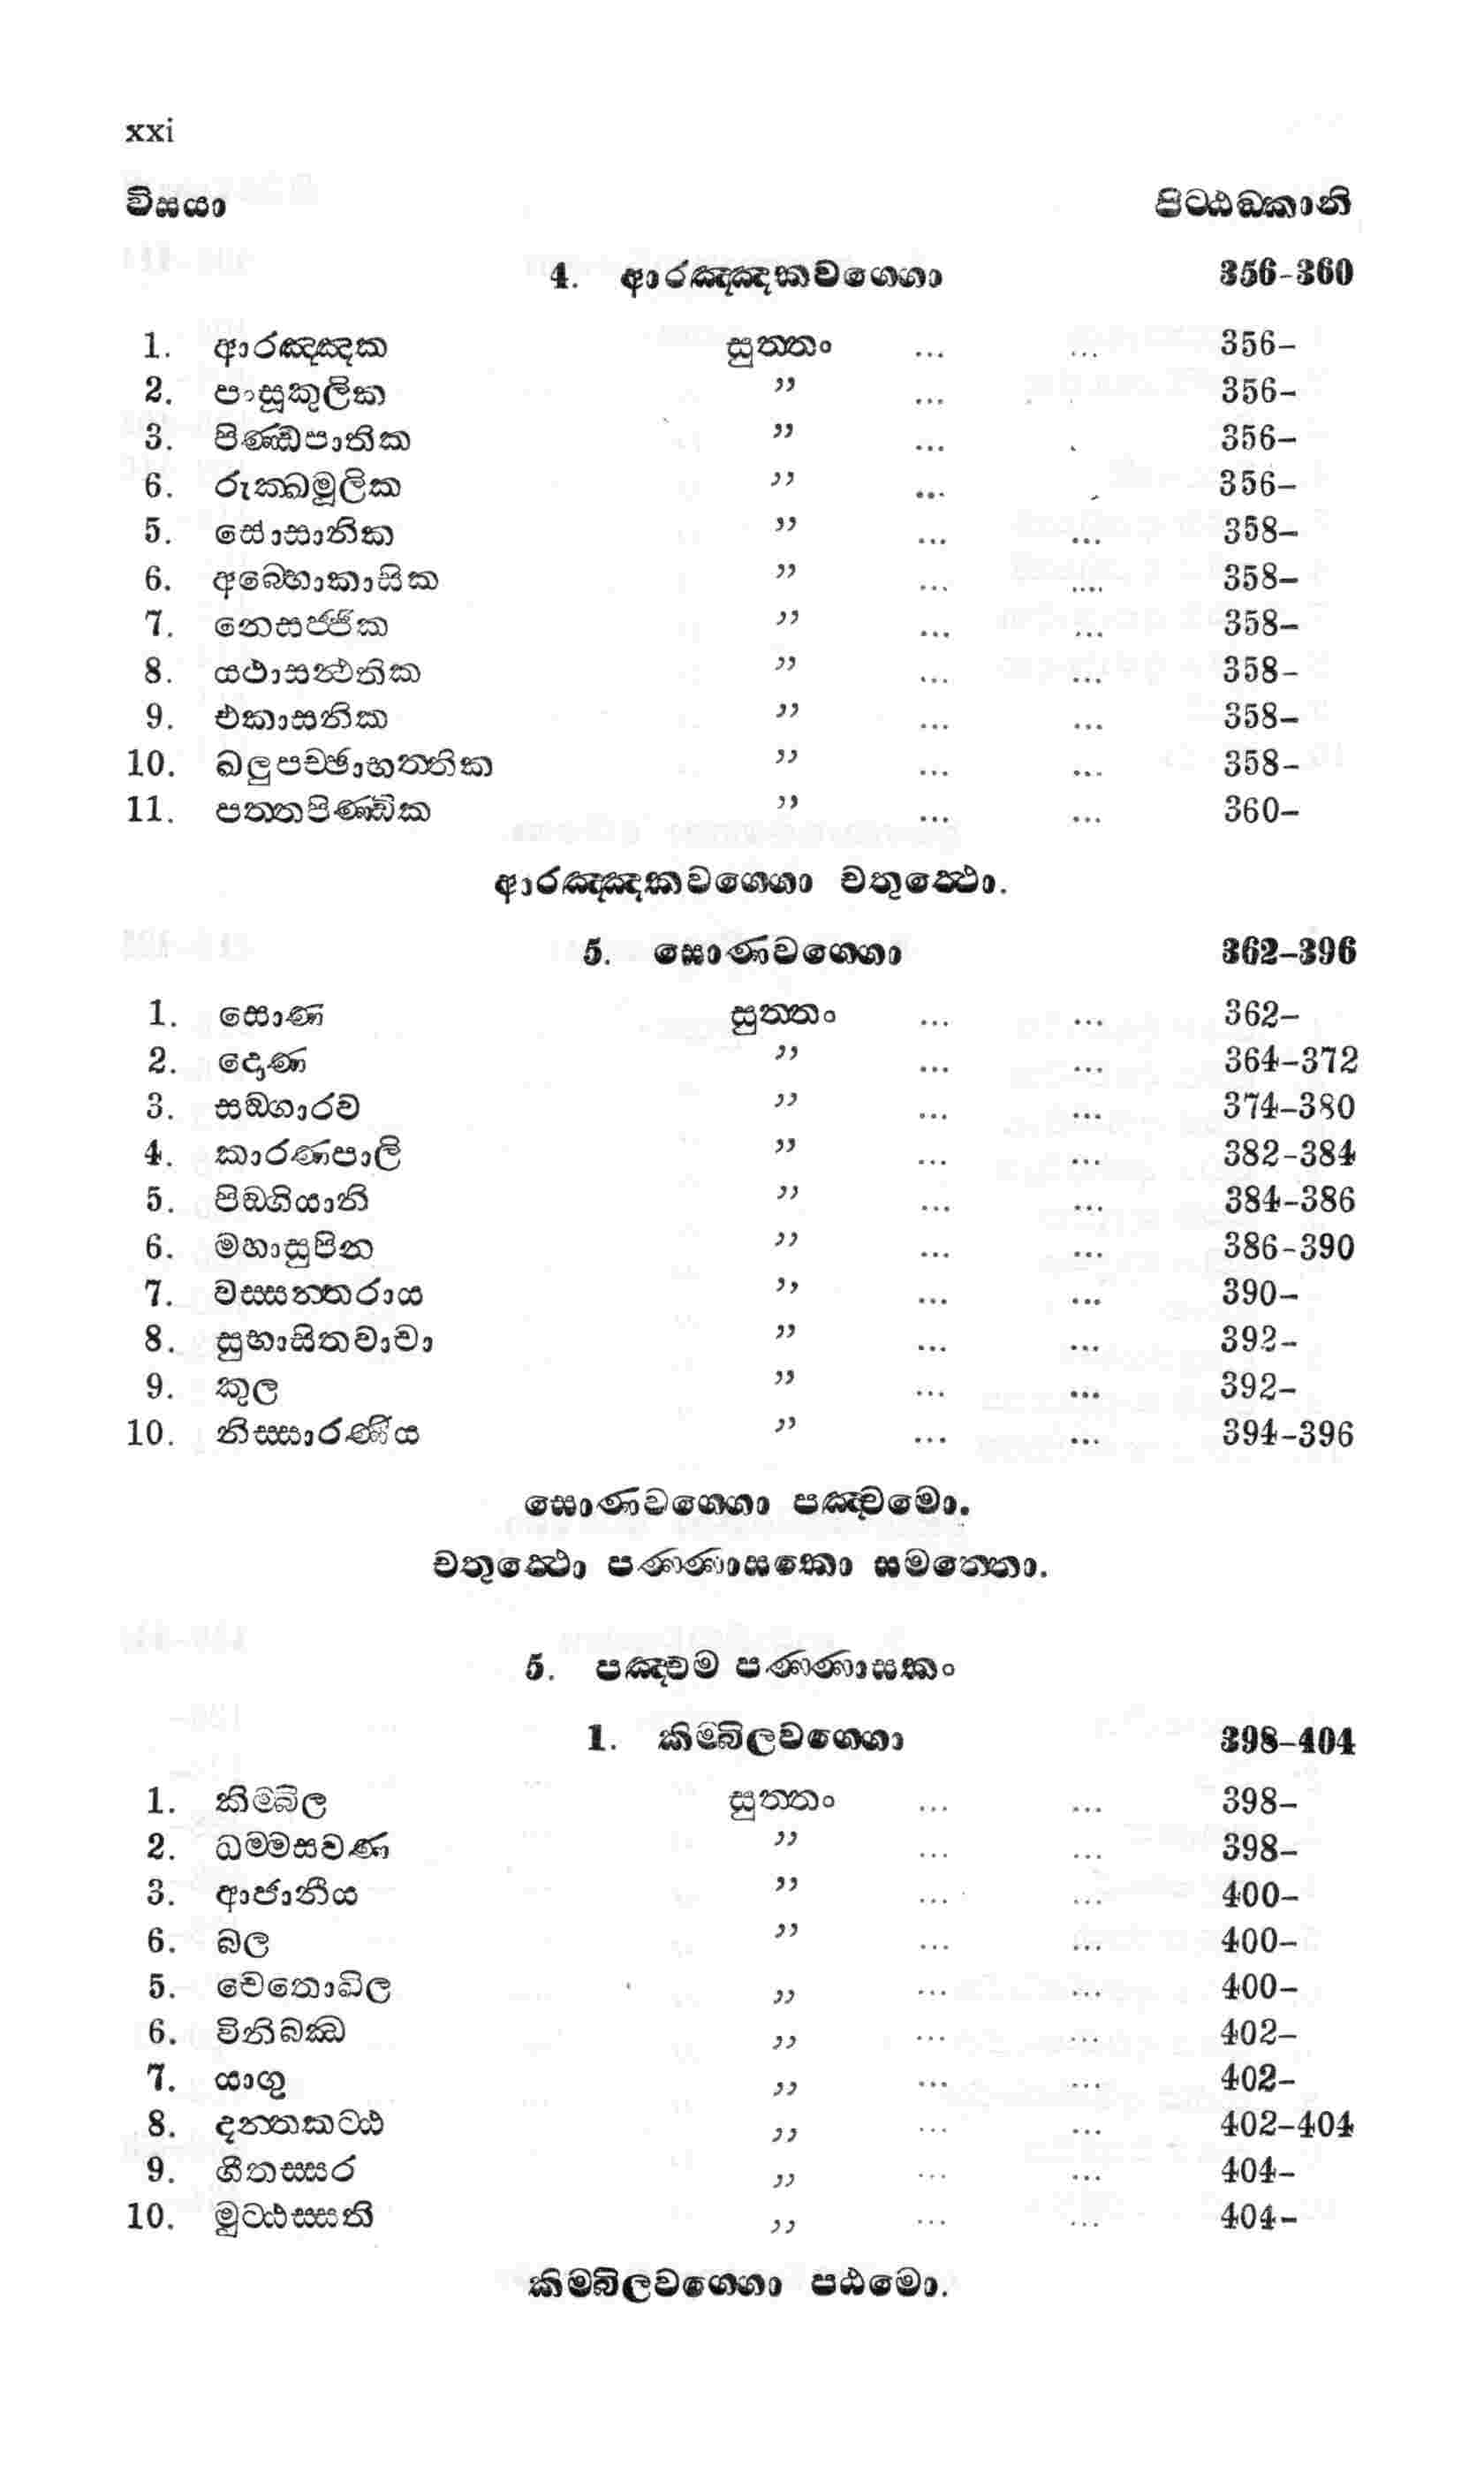 xxi
විසයා පිට්ඨඞ්කානි
4. ආරඤ්ඤකවග්ගො 356-360
1. ආරඤ්ඤක සුත්තං ... ... 356-
2. පංසුකුලික ,, ... 356-
3. පිණ්ඩපාතික ,, ... 356-
6. රුක්ඛමූලික ,, ... 356-
5. සෝසානික ,, ... ... 358-
6. අබ්භොකාසික ,, ... .... 358-
7. නෙසජ්ජික ,, ... ... 358-
8. යථාසන්ථතික ,, ... ... 358-
9. එකාසනික ,, ... ... 358-
10. ඛලුපච්ඡාභත්තික ,, ... ... 358-
11. පත්තපිණ්ඩික ,, ... ... 360-
ආරඤ්ඤකවග්ගො චතුත්ථො.
5. සොණවග්ගො 362-396
1. සොණ සුත්තං ... ... 362-
2. දොණ ,, ... ... 364-372
3. සඞ්ගාරව ,, ... ... 374-380
4. කාරණපාලි ,, ... ... 382-384
5. පිඞ්ගියානි ,, ... ... 384-386
6. මහාසුපින ,, ... ... 386-390
7. වස්සන්තරාය ,, ... ... 390-
8. සුභාසිතවාචා ,, ... ... 392-
9. කුල ,, ... ... 392-
10. නිස්සාරණීය ,, ... ... 394-396
සොණවග්ගො පඤ්චමො.
චතුත්ථො පණ්ණාසකො සමත්තො.
5. පඤ්චම පණ්ණාසකං
1. කිම්බිලවග්ගො 398-404
1. කිම්බිල සුත්තං ... ... 398-
2. ධම්මසවණ ,, ... ... 398-
3. ආජානීය ,, ... ... 400-
6. බල ,, ... ... 400-
5. චෙතොඛිල ,, ... ... 400-
6. විනිබන්ධ ,, ... ... 402-
7. යාගු ,, ... ... 402-
8. දන්තකට්ඨ ,, ... ... 402-404
9. ගීතස්සර ,, ... ... 404-
10. මුට්ඨස්සති ,, ... ... 404-
කිම්බිලවග්ගො පඨමො.